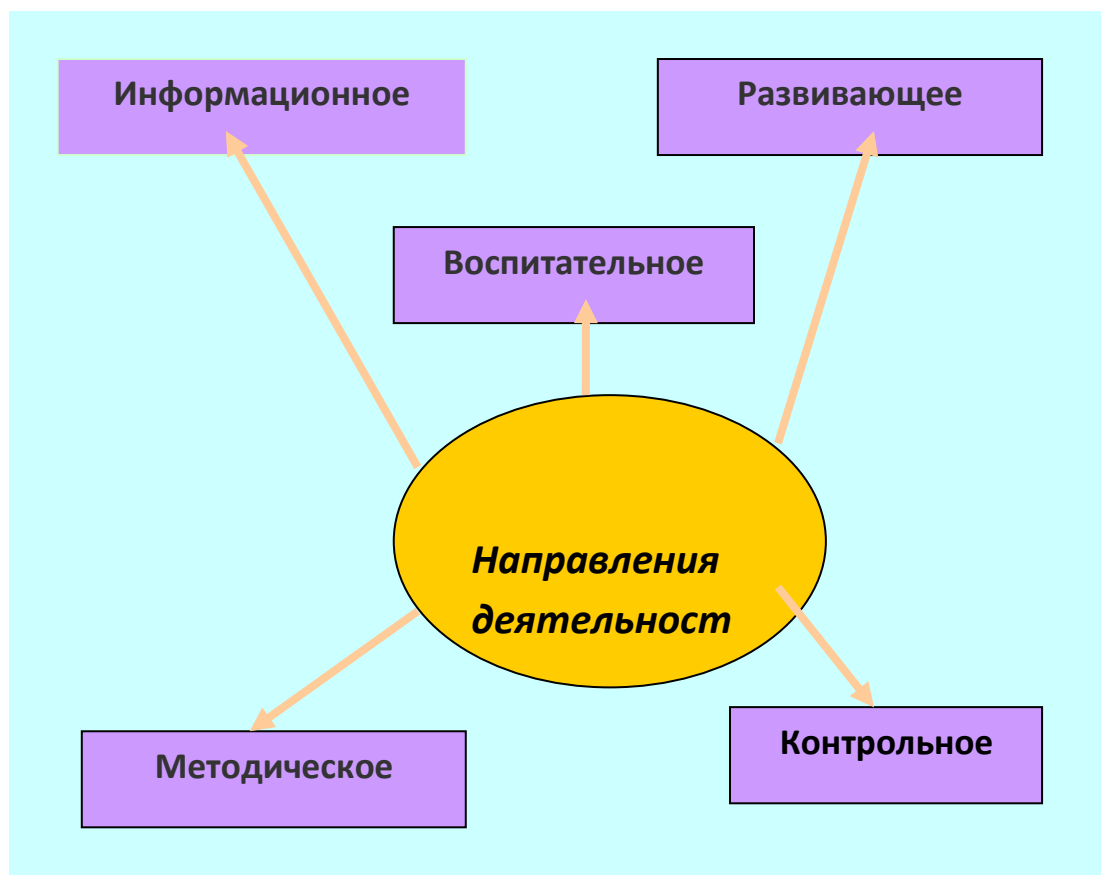 Информационное
Развивающее
Воспитательное
Направления
деятельност
Методическое
Контрольное